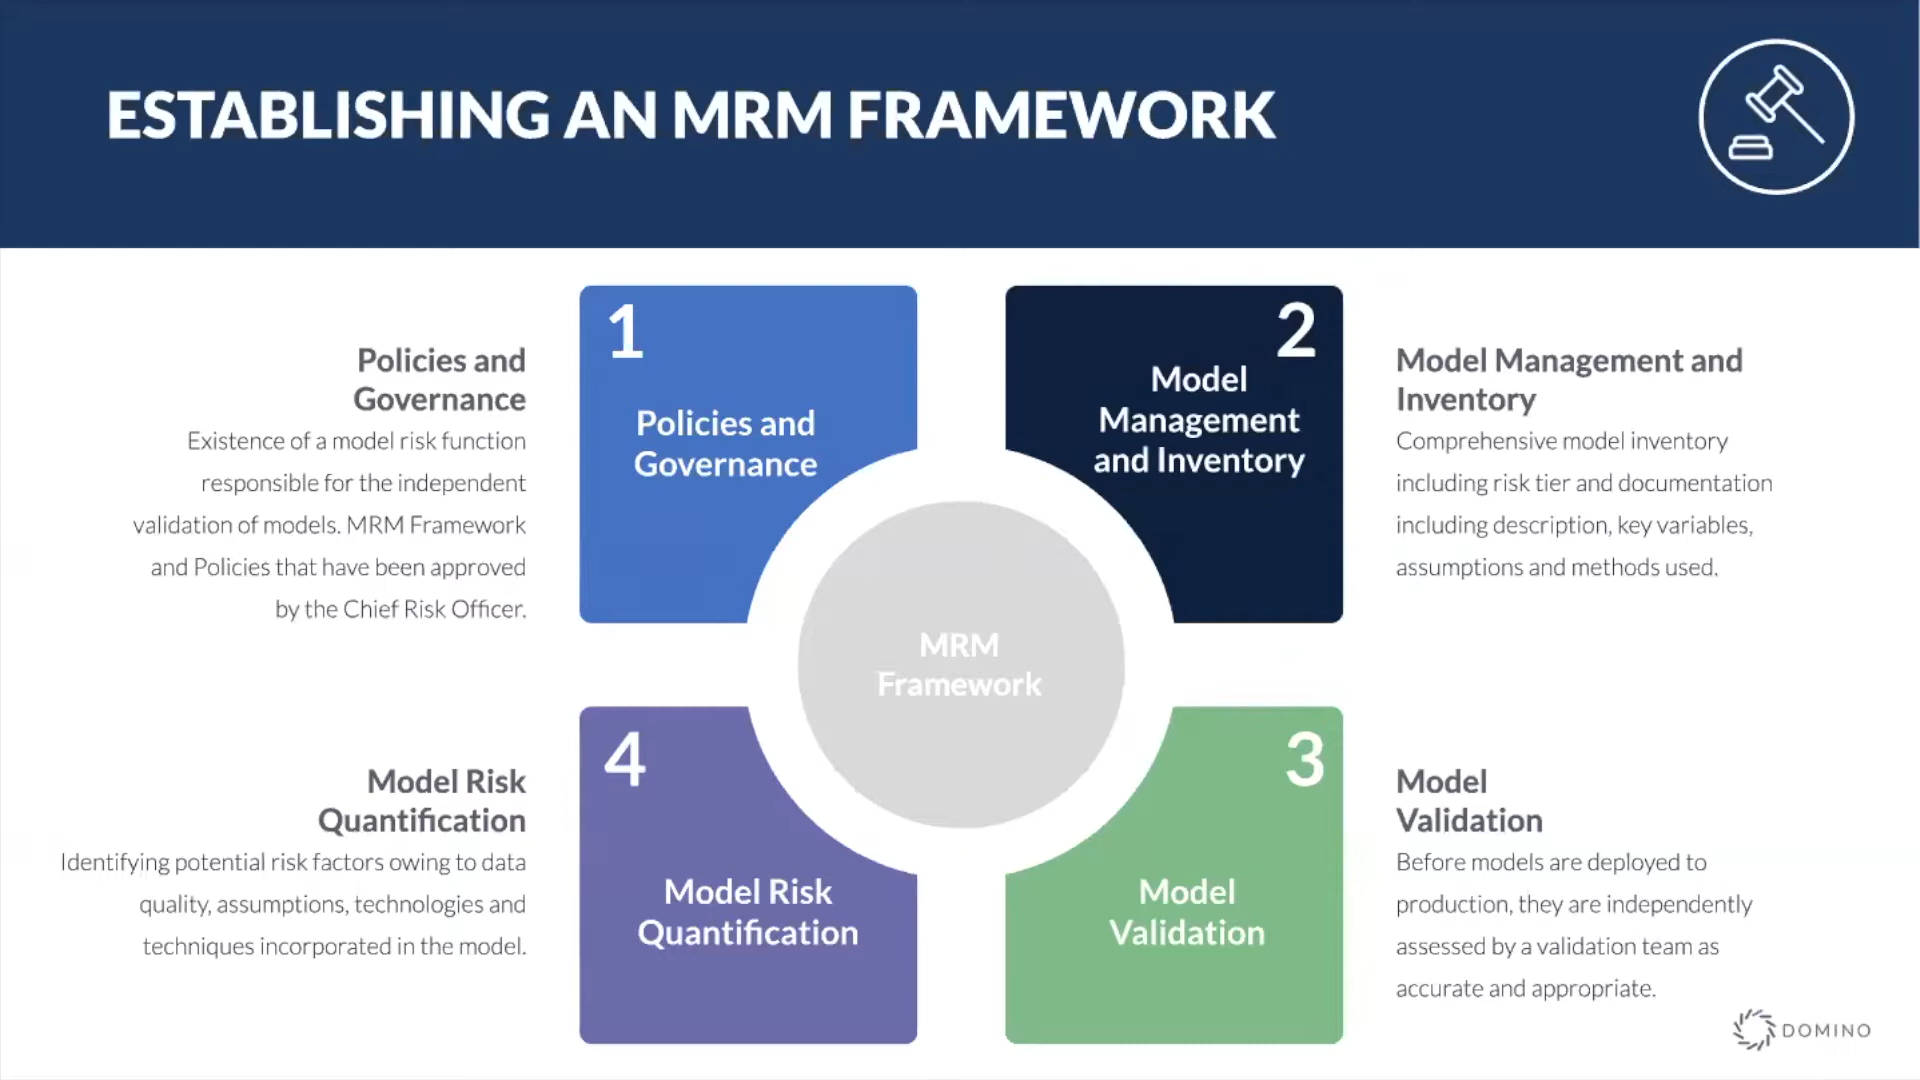 ESTABLISHING AN MRM FRAMEWORK
Policies and
Governance
Existence of a model risk function
responsible for the independent
validation of models. MRM Framework
and Policies that have been approved
by the Chief Risk Officer.
1
Policies and
Governance
2
Model
Management
and Inventory
Model Management and
Inventory
Comprehensive model inventory
including risk tier and documentation
including description, key variables,
assumptions and methods used.
MRM
Framework
Model Risk
Quantification
Identifying potential risk factors owing to data
quality, assumptions, technologies and
techniques incorporated in the model.
4
Model Risk
Quantification
3
Model
Validation
Model
Validation
Before models are deployed to
production, they are independently
assessed by a validation team as
accurate and appropriate.
DOMINO